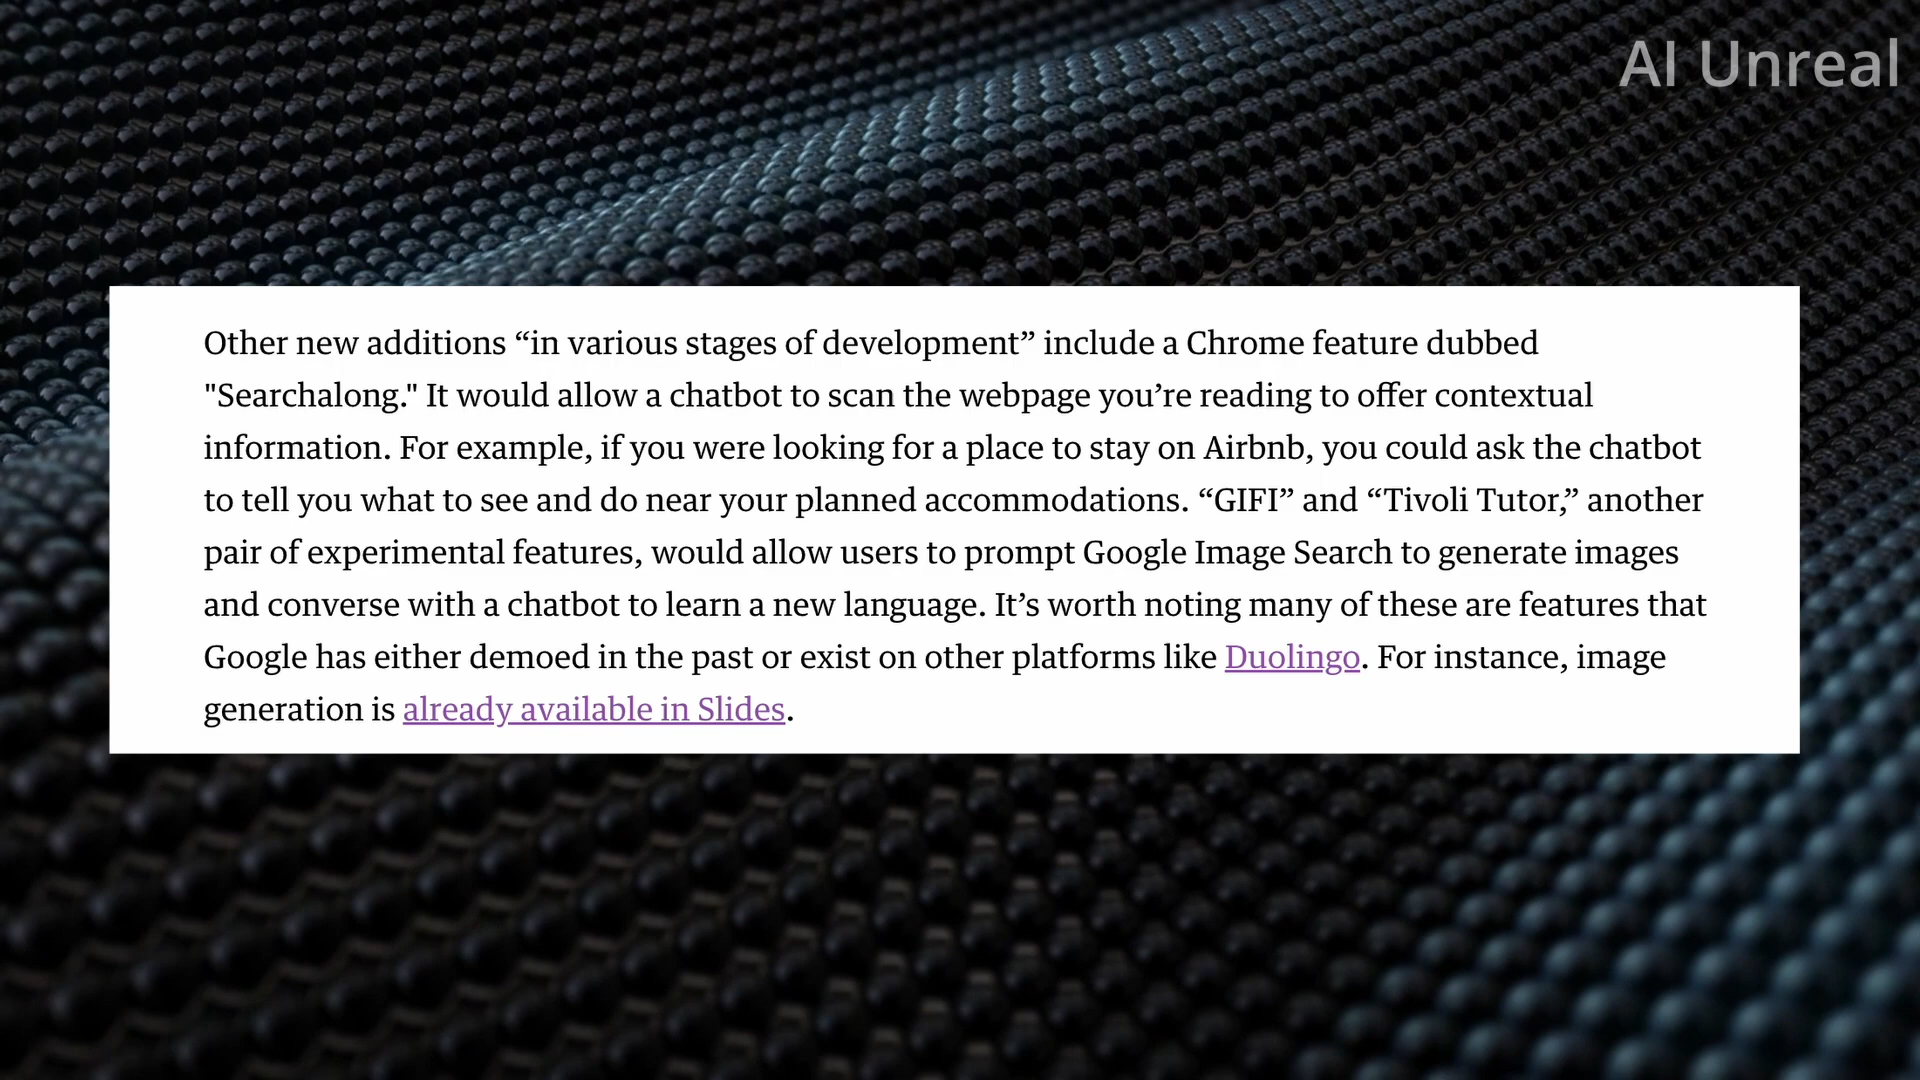 AI Unreal
Other new additions “in various stages of development” include a Chrome feature dubbed
"Searchalong." It would allow a chatbot to scan the webpage you’re reading to offer contextual
information. For example, if you were looking for a place to stay on Airbnb, you could ask the chatbot
to tell you what to see and do near your planned accommodations. “GIFI” and “Tivoli Tutor,” another
pair of experimental features, would allow users to prompt Google Image Search to generate images
and converse with a chatbot to learn a new language. It’s worth noting many of these are features that
Google has either demoed in the past or exist on other platforms like Duolingo. For instance, image
generation is already available in Slides.